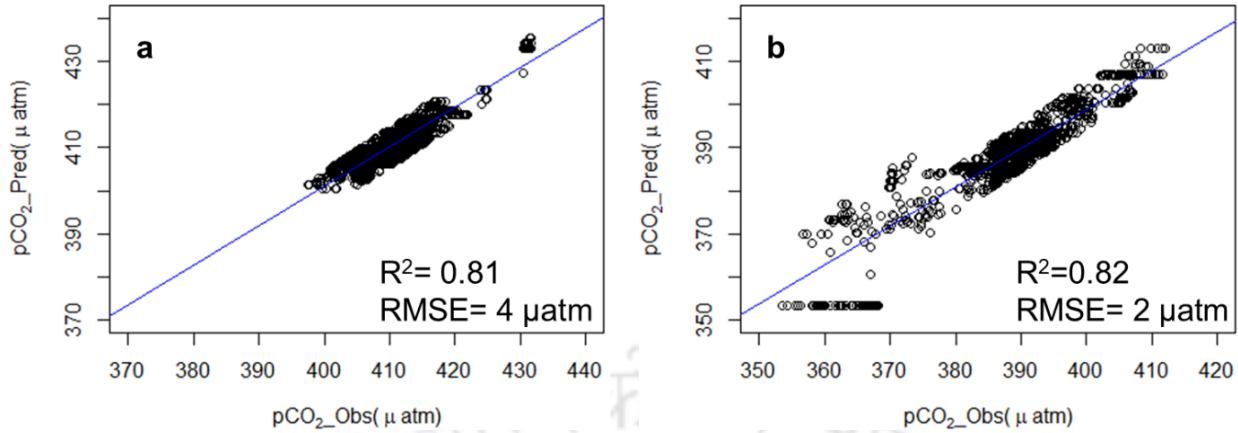 a
pCO₂_Pred( μ atm)
430
410
390
370
R²= 0.81
RMSE= 4 μatm
370 380 390 400 410 420 430 440
pCO₂_Obs( μ atm)
b
pCO₂_Pred( μ atm)
410
390
370
350
R²=0.82
RMSE= 2 μatm
350 360 370 380 390 400 410 420
pCO₂_Obs( μ atm)